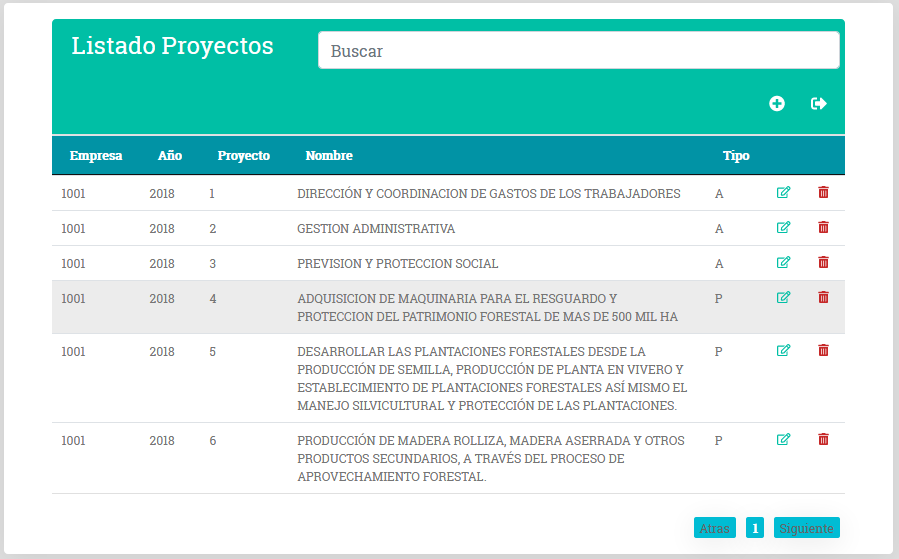 Listado Proyectos
Buscar
Empresa Año Proyecto Nombre Tipo
1001 2018 1 DIRECCIÓN Y COORDINACION DE GASTOS DE LOS TRABAJADORES A
1001 2018 2 GESTION ADMINISTRATIVA A
1001 2018 3 PREVISION Y PROTECCION SOCIAL A
1001 2018 4 ADQUISICION DE MAQUINARIA PARA EL RESGUARDO Y P
PROTECCION DEL PATRIMONIO FORESTAL DE MAS DE 500 MIL HA
1001 2018 5 DESARROLLAR LAS PLANTACIONES FORESTALES DESDE LA P
PRODUCCIÓN DE SEMILLA, PRODUCCIÓN DE PLANTA EN VIVERO Y
ESTABLECIMIENTO DE PLANTACIONES FORESTALES ASÍ MISMO EL
MANEJO SILVICULTURAL Y PROTECCIÓN DE LAS PLANTACIONES.
1001 2018 6 PRODUCCIÓN DE MADERA ROLLIZA, MADERA ASERRADA Y OTROS P
PRODUCTOS SECUNDARIOS, A TRAVÉS DEL PROCESO DE
APROVECHAMIENTO FORESTAL.
Atras 1 Siguiente